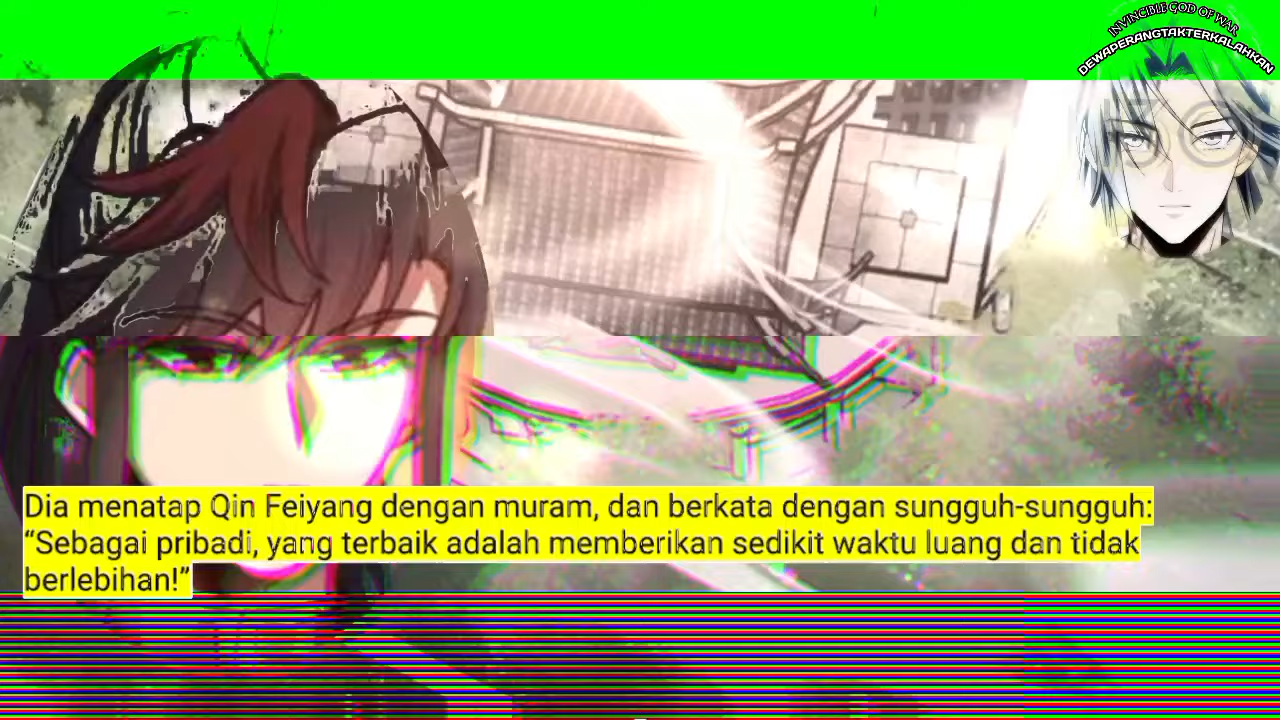 INVINCIBLE GOD OF WAR
DEWAPERANGTAKTERKALAHKAN
Dia menatap Qin Feiyang dengan muram, dan berkata dengan sungguh-sungguh:
“Sebagai pribadi, yang terbaik adalah memberikan sedikit waktu luang dan tidak
berlebihan!”